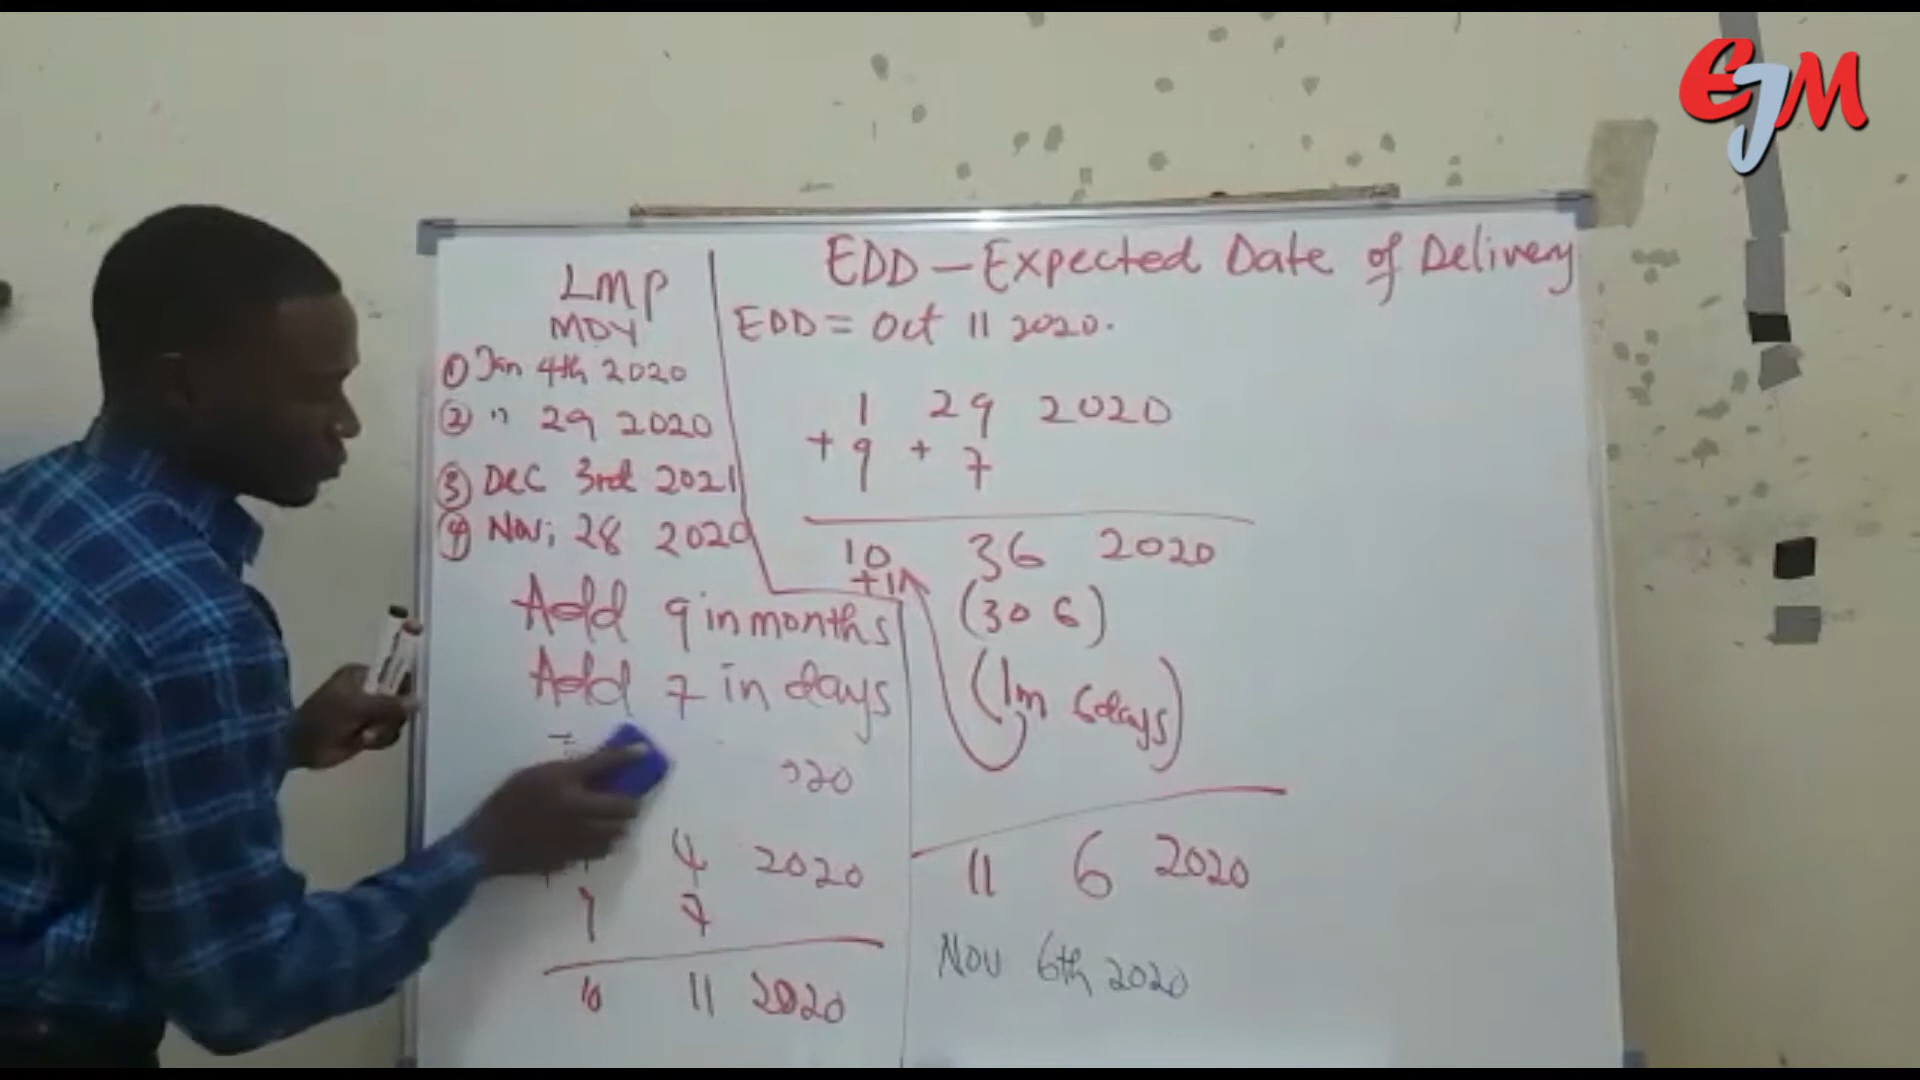 EJM
EDD – Expected Date of Delivery
LMP
MDY
① Jan 4th 2020
② " 29 2020
③ Dec 3rd 2021
④ Nov; 28 2020
Add 9 in months
Add 7 in days
020
4 2020
9 7
10 11 2020
EDD = Oct 11 2020.
1 29 2020
+ 9 + 7
10 36 2020
+1 (30 6)
(1m 6days)
11 6 2020
Nov 6th 2020